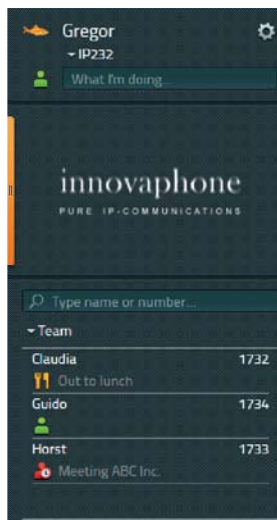 Gregor
IP232
What I'm doing...
innovaphone
PURE IP-COMMUNICATIONS
Type name or number...
Team
Claudia 1732
Out to lunch
Guido 1734
Horst 1733
Meeting ABC Inc.